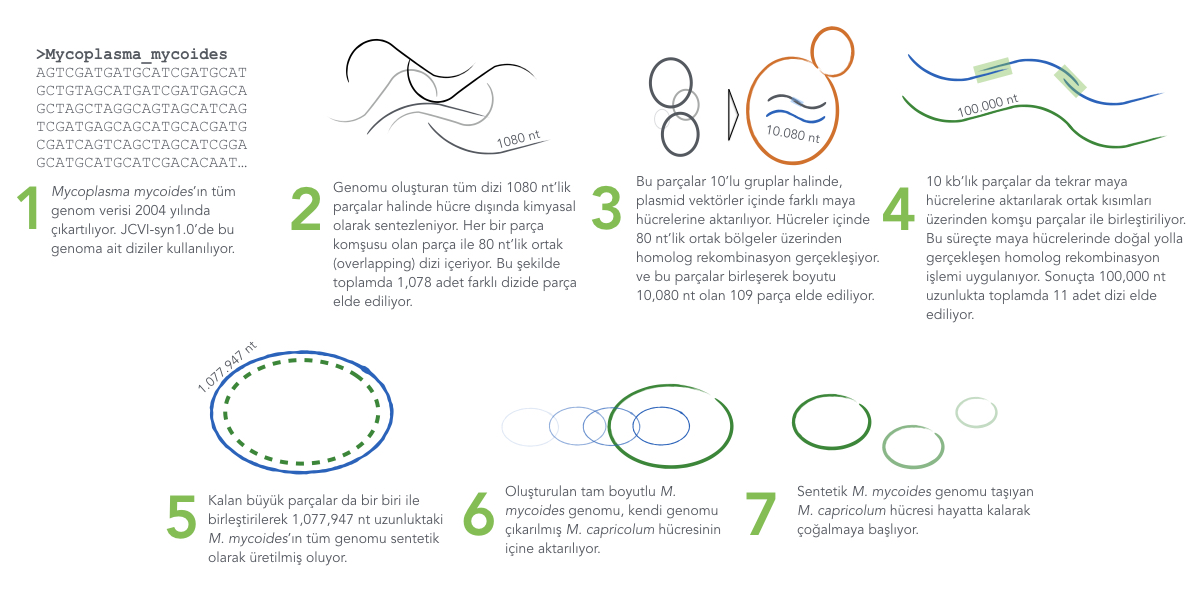 >Mycoplasma_mycoides
AGTCGATGATGCATCGATGCAT
GCTGTAGCATGATCGATGAGCA
GCTAGCTAGGCAGTAGCATCAG
TCGATGAGCAGCATGCACGATG
CGATCAGTCAGCTAGCATCGGA
GCATGCATGCATCGACACAAT...
1
Mycoplasma mycoides'ın tüm
genom verisi 2004 yılında
çıkartılıyor. JCVI-syn1.0'de bu
genoma ait diziler kullanılıyor.
1080 nt
2
Genomu oluşturan tüm dizi 1080 nt'lik
parçalar halinde hücre dışında kimyasal
olarak sentezleniyor. Her bir parça
komşusu olan parça ile 80 nt'lik ortak
(overlapping) dizi içeriyor. Bu şekilde
toplamda 1,078 adet farklı dizide parça
elde ediliyor.
10.080 nt
3
Bu parçalar 10'lu gruplar halinde,
plasmid vektörler içinde farklı maya
hücrelerine aktarılıyor. Hücreler içinde
80 nt'lik ortak bölgeler üzerinden
homolog rekombinasyon gerçekleşiyor.
ve bu parçalar birleşerek boyutu
10,080 nt olan 109 parça elde ediliyor.
100.000 nt
4
10 kb'lık parçalar da tekrar maya
hücrelerine aktarılarak ortak kısımları
üzerinden komşu parçalar ile birleştiriliyor.
Bu süreçte maya hücrelerinde doğal yolla
gerçekleşen homolog rekombinasyon
işlemi uygulanıyor. Sonuçta 100,000 nt
uzunlukta toplamda 11 adet dizi elde
ediliyor.
1.077.947 nt
5
Kalan büyük parçalar da bir biri ile
birleştirilerek 1,077,947 nt uzunluktaki
M. mycoides'ın tüm genomu sentetik
olarak üretilmiş oluyor.
6
Oluşturulan tam boyutlu M.
mycoides genomu, kendi genomu
çıkarılmış M. capricolum hücresinin
içine aktarılıyor.
7
Sentetik M. mycoides genomu taşıyan
M. capricolum hücresi hayatta kalarak
çoğalmaya başlıyor.